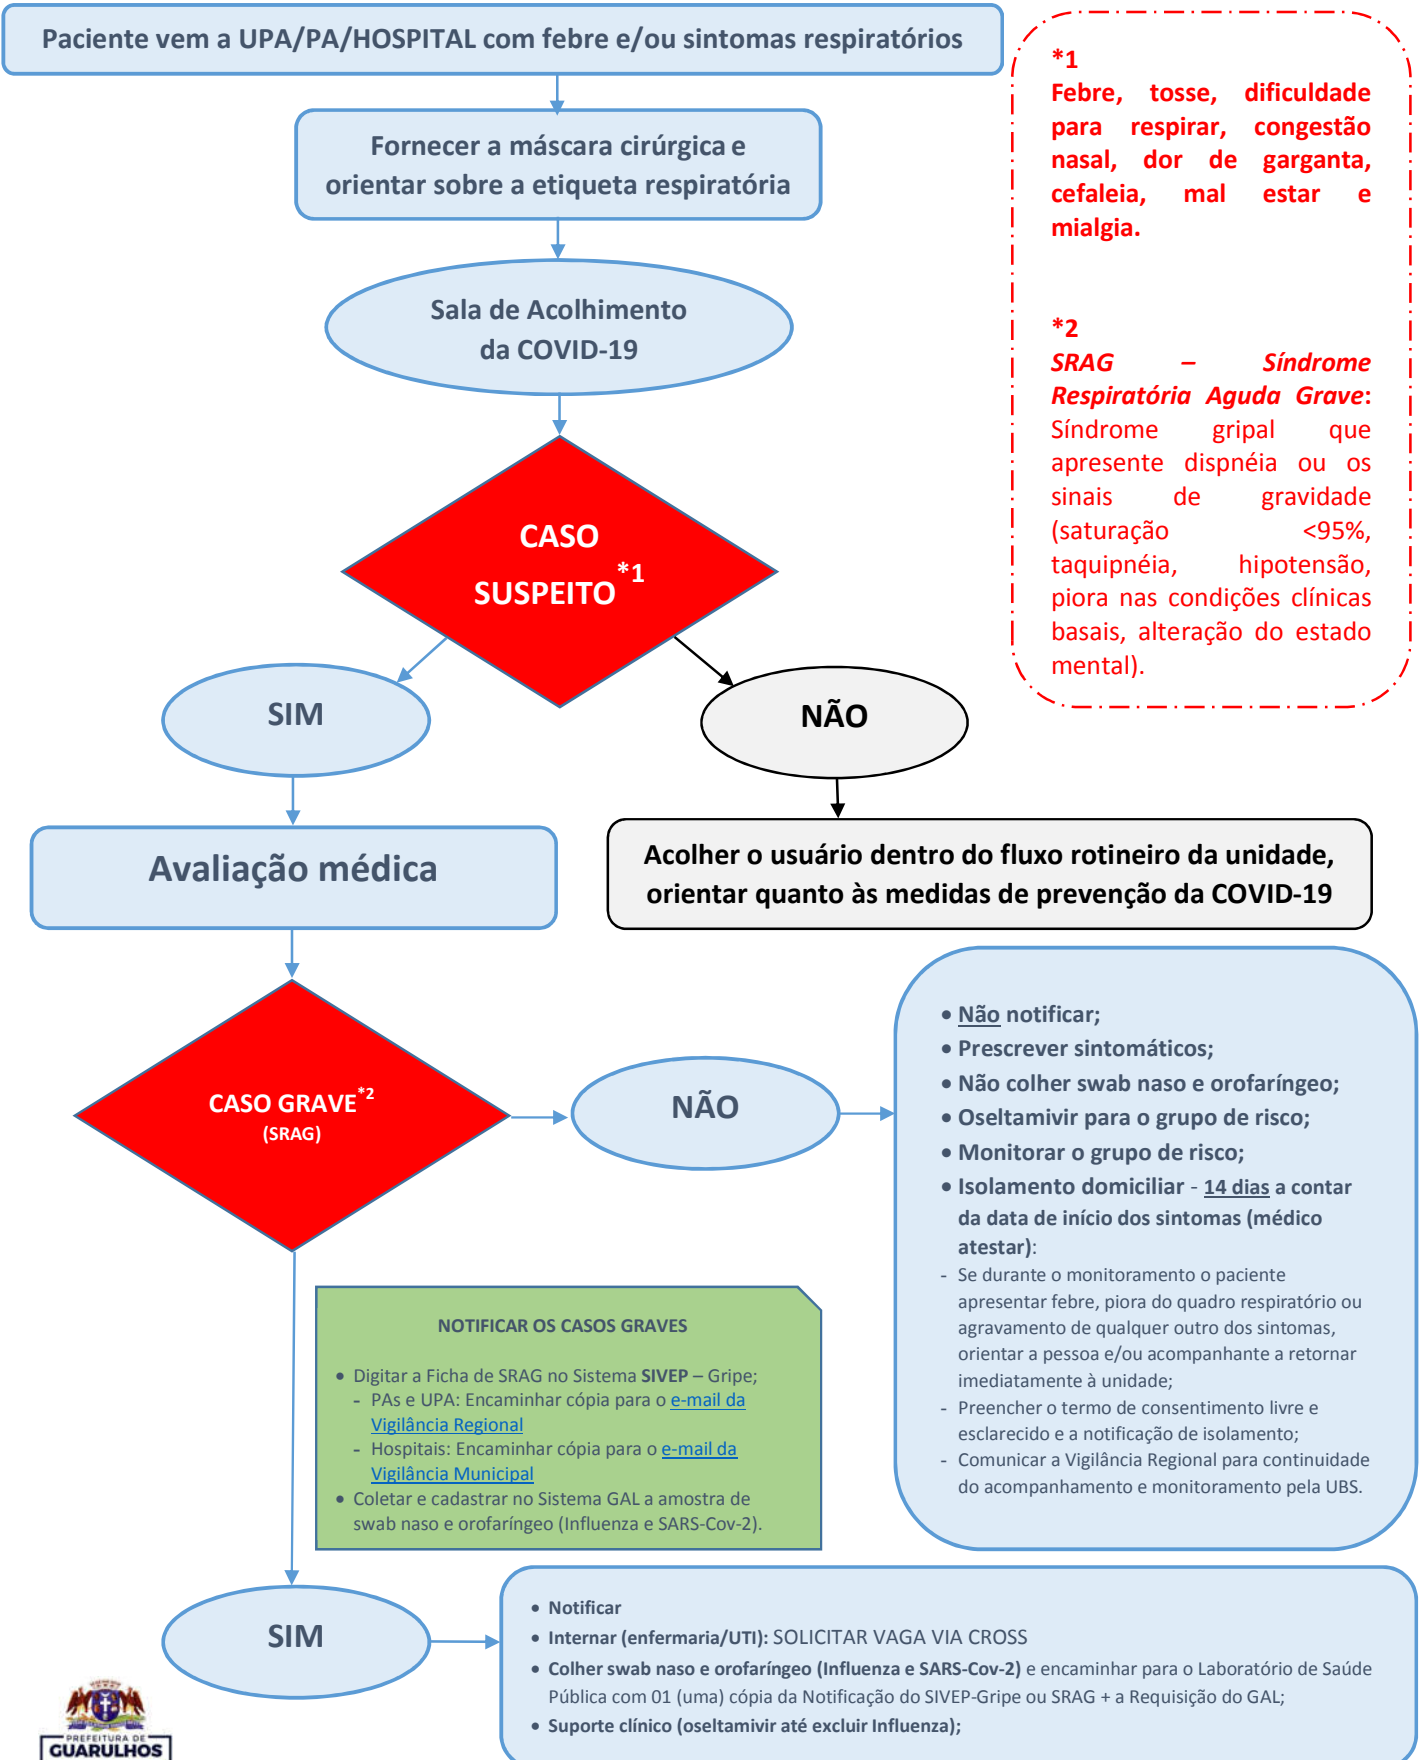 Paciente vem a UPA/PA/HOSPITAL com febre e/ou sintomas respiratórios
Fornecer a máscara cirúrgica e
orientar sobre a etiqueta respiratória
Sala de Acolhimento
da COVID-19
*1
Febre, tosse, dificuldade
para respirar, congestão
nasal, dor de garganta,
cefaleia, mal estar e
mialgia.
*2
SRAG – Síndrome
Respiratória Aguda Grave:
Síndrome gripal que
apresente dispnéia ou os
sinais de gravidade
(saturação <95%,
taquipnéia, hipotensão,
piora nas condições clínicas
basais, alteração do estado
mental).
CASO
SUSPEITO*1
SIM
NÃO
Avaliação médica
Acolher o usuário dentro do fluxo rotineiro da unidade,
orientar quanto às medidas de prevenção da COVID-19
CASO GRAVE*2
(SRAG)
NÃO
• Não notificar;
• Prescrever sintomáticos;
• Não colher swab naso e orofaríngeo;
• Oseltamivir para o grupo de risco;
• Monitorar o grupo de risco;
• Isolamento domiciliar - 14 dias a contar
da data de início dos sintomas (médico
atestar):
- Se durante o monitoramento o paciente
apresentar febre, piora do quadro respiratório ou
agravamento de qualquer outro dos sintomas,
orientar a pessoa e/ou acompanhante a retornar
imediatamente à unidade;
- Preencher o termo de consentimento livre e
esclarecido e a notificação de isolamento;
- Comunicar a Vigilância Regional para continuidade
do acompanhamento e monitoramento pela UBS.
NOTIFICAR OS CASOS GRAVES
• Digitar a Ficha de SRAG no Sistema SIVEP – Gripe;
- PAs e UPA: Encaminhar cópia para o e-mail da
Vigilância Regional
- Hospitais: Encaminhar cópia para o e-mail da
Vigilância Municipal
• Coletar e cadastrar no Sistema GAL a amostra de
swab naso e orofaríngeo (Influenza e SARS-Cov-2).
SIM
• Notificar
• Internar (enfermaria/UTI): SOLICITAR VAGA VIA CROSS
• Colher swab naso e orofaríngeo (Influenza e SARS-Cov-2) e encaminhar para o Laboratório de Saúde
Pública com 01 (uma) cópia da Notificação do SIVEP-Gripe ou SRAG + a Requisição do GAL;
• Suporte clínico (oseltamivir até excluir Influenza);
PREFEITURA DE
GUARULHOS